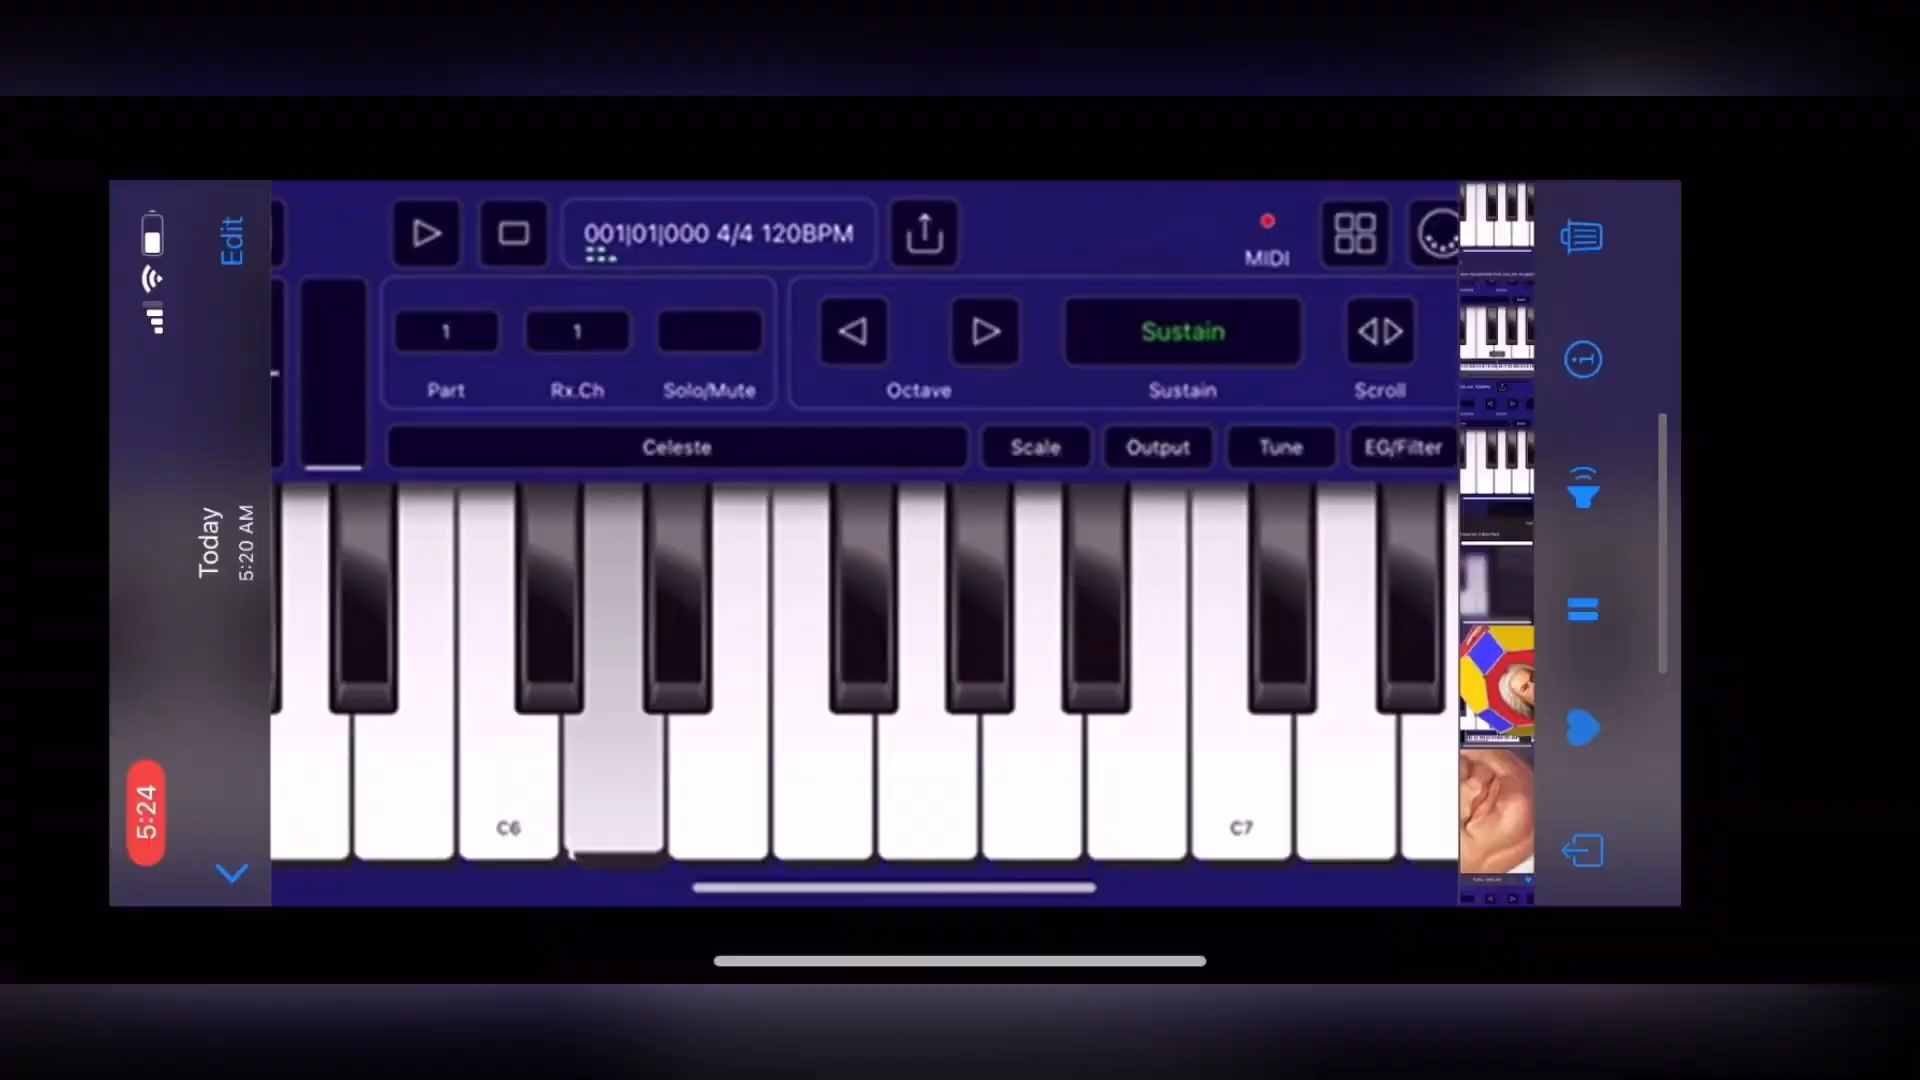 Edit
Today
5:20 AM
5:24
001|01|000 4/4 120BPM
MIDI
1
1
Sustain
Part
Rx.Ch
Solo/Mute
Octave
Sustain
Scroll
Celeste
Scale
Output
Tune
EG/Filter
C6
C7